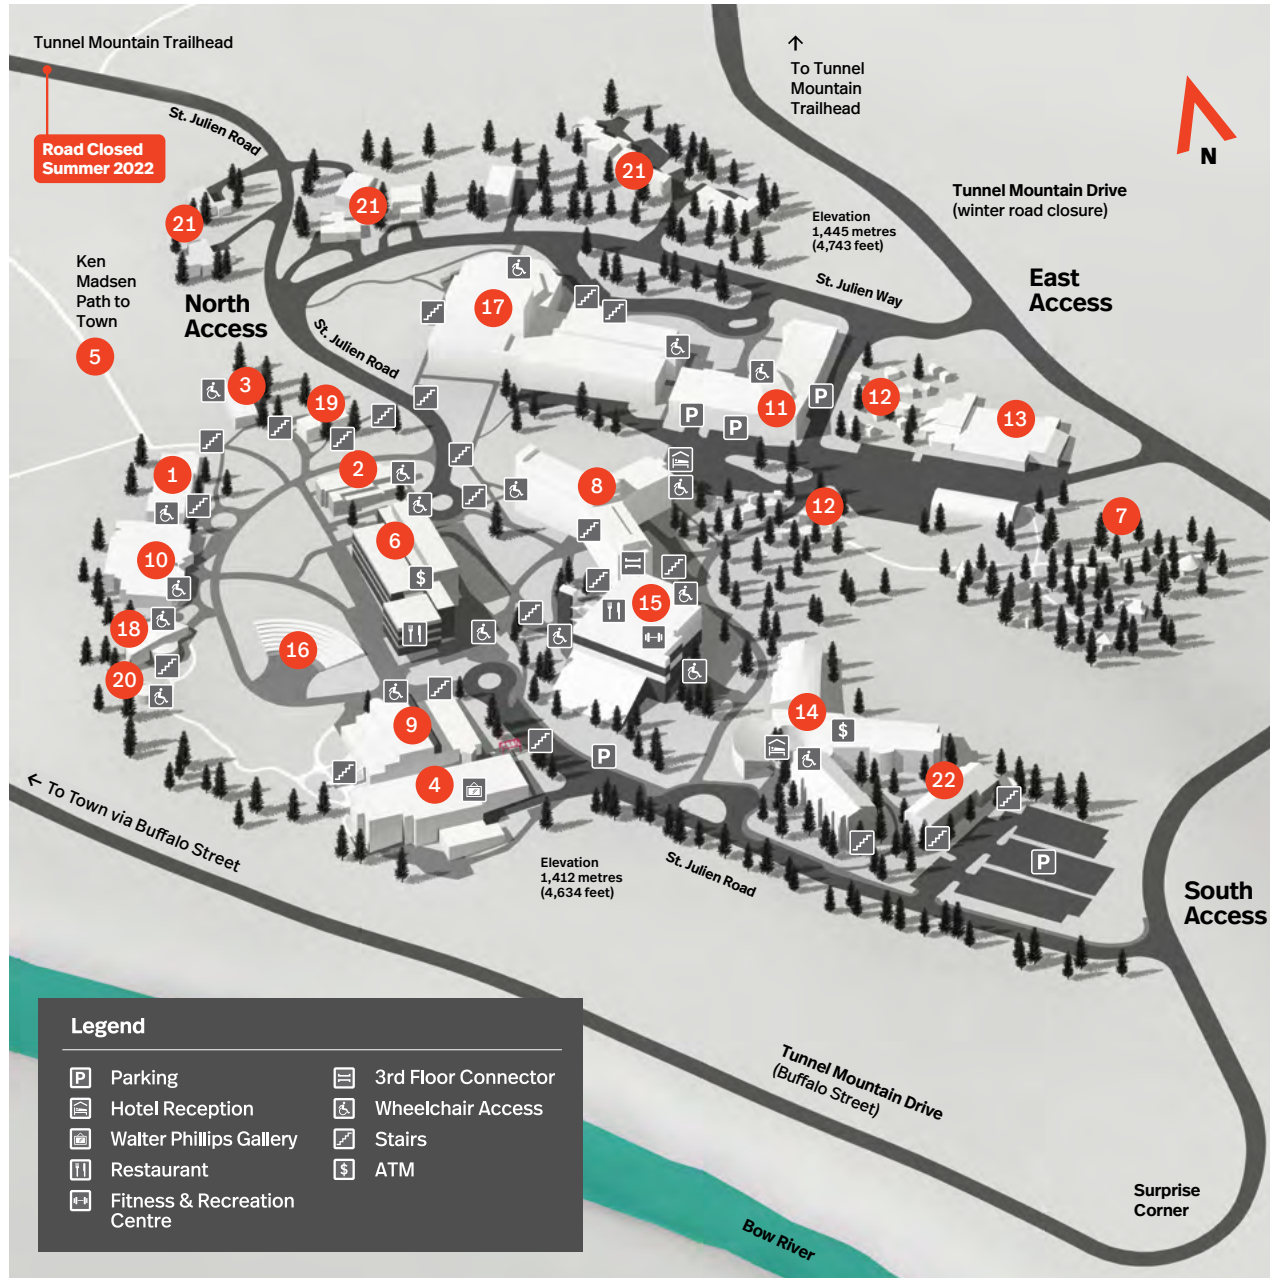 Tunnel Mountain Trailhead
↑
To Tunnel
Mountain
Trailhead
N
St. Julien Road
Road Closed
Summer 2022
21
21
21
Tunnel Mountain Drive
(winter road closure)
Elevation
1,445 metres
(4,743 feet)
Ken
Madsen
Path to
Town
5
North
Access
St. Julien Way
East
Access
17
St. Julien Road
3
19
11
P
P
P
12
13
1
2
8
12
7
6
$
10
15
18
16
20
9
14
$
P
4
22
← To Town via Buffalo Street
Elevation
1,412 metres
(4,634 feet)
St. Julien Road
P
South
Access
Legend
P Parking
Hotel Reception
Walter Phillips Gallery
Restaurant
Fitness & Recreation
Centre
3rd Floor Connector
Wheelchair Access
Stairs
$ ATM
Tunnel Mountain Drive
(Buffalo Street)
Surprise
Corner
Bow River